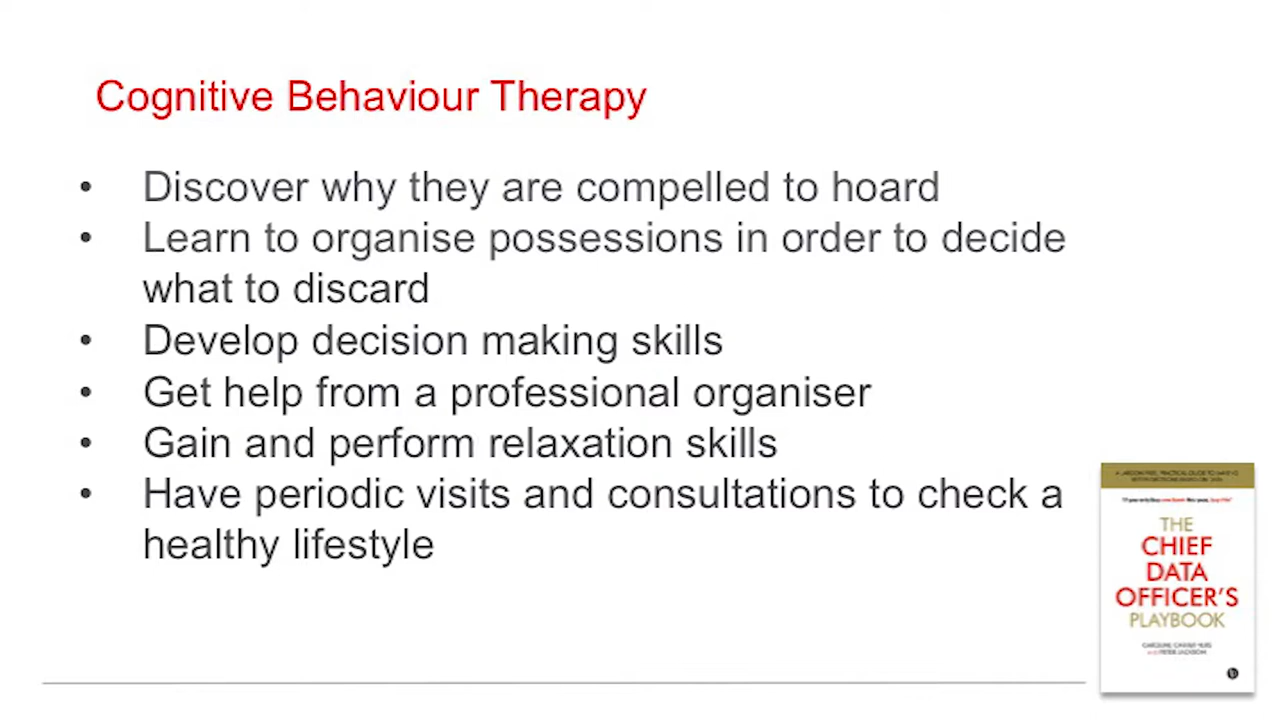 Cognitive Behaviour Therapy
• Discover why they are compelled to hoard
• Learn to organise possessions in order to decide
what to discard
• Develop decision making skills
• Get help from a professional organiser
• Gain and perform relaxation skills
• Have periodic visits and consultations to check a
healthy lifestyle
THE
CHIEF
DATA
OFFICER'S
PLAYBOOK